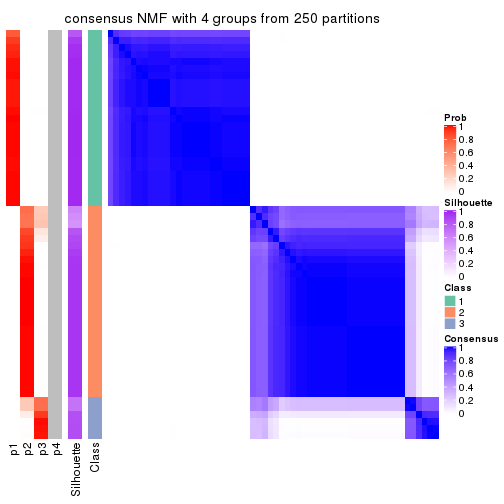 consensus NMF with 4 groups from 250 partitions
Prob
1
0.8
0.6
0.4
0.2
0
Silhouette
1
0.8
0.6
0.4
0.2
0
Class
1
2
3
Consensus
1
0.8
0.6
0.4
0.2
0
p1
p2
p3
p4
Silhouette
Class